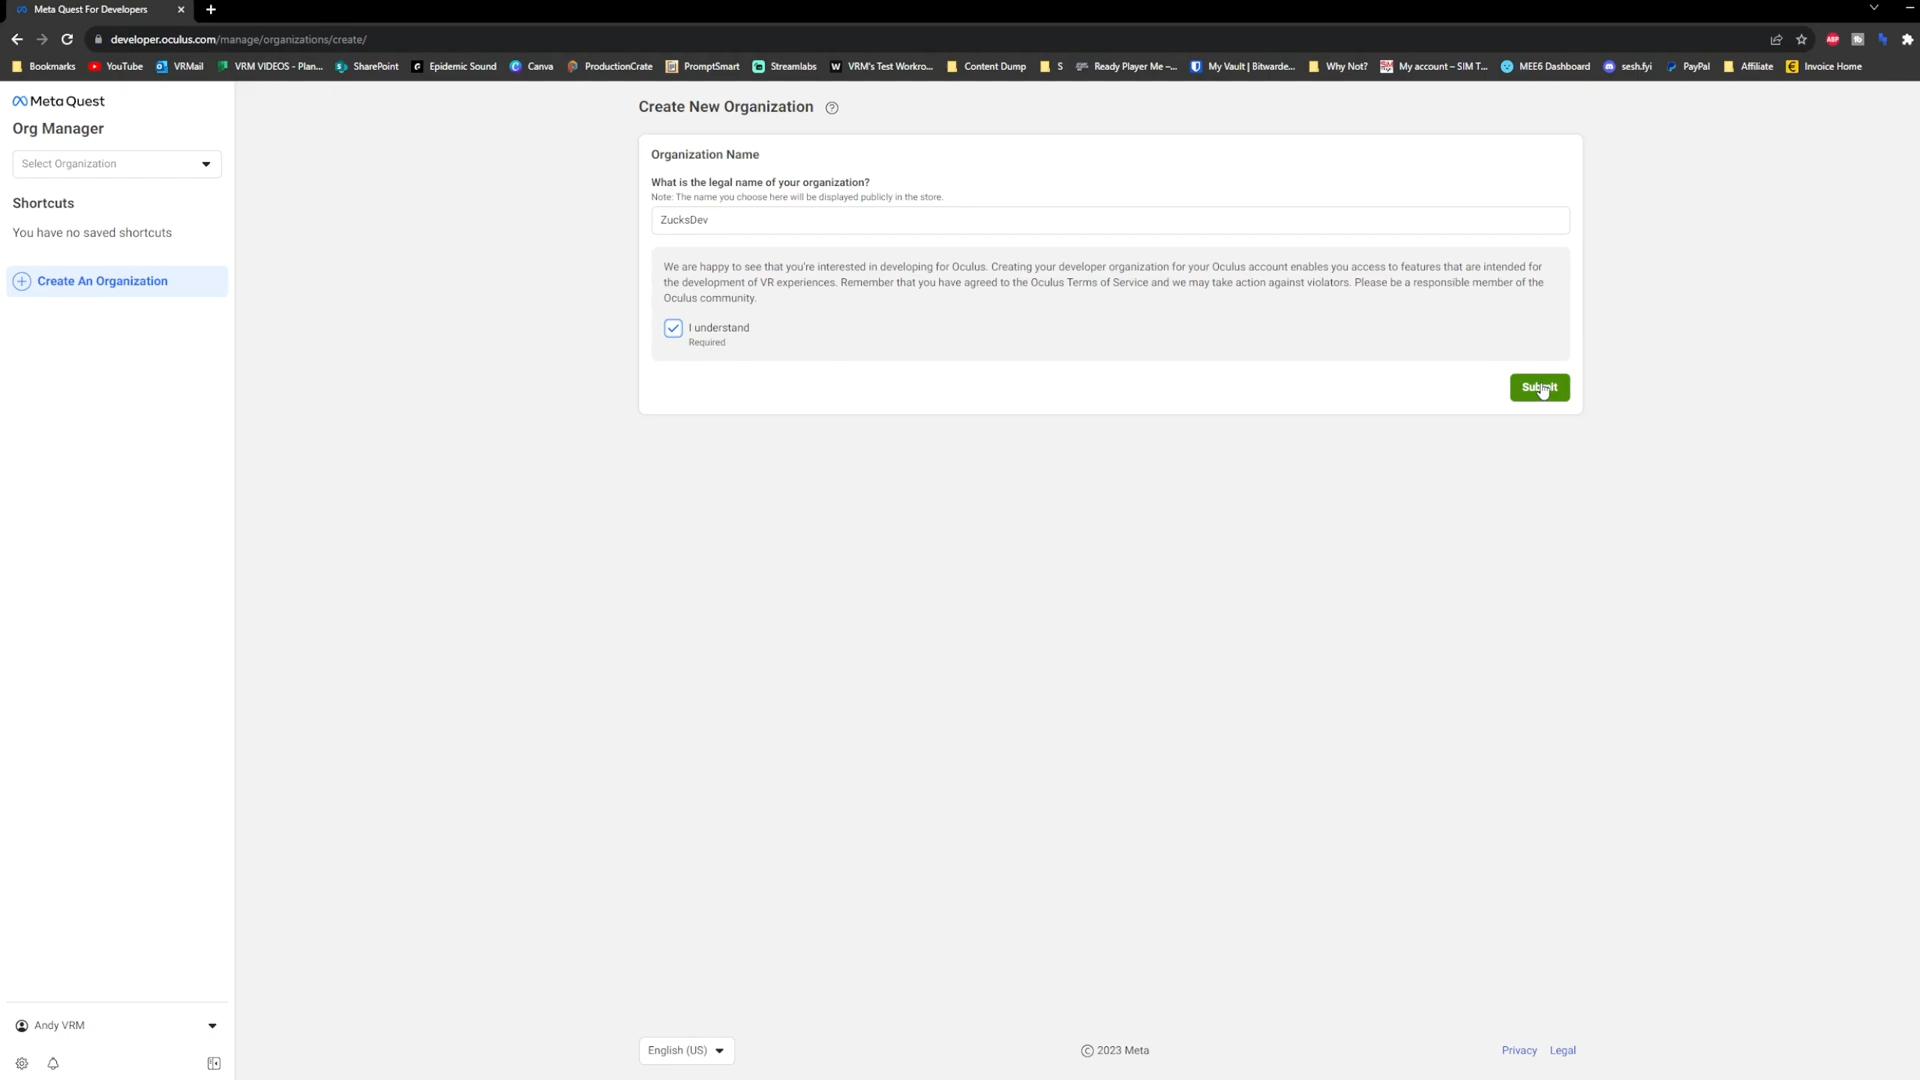 Meta Quest For Developers
developer.oculus.com/manage/organizations/create/
Bookmarks YouTube VRMail VRM VIDEOS - Plan... SharePoint Epidemic Sound Canva ProductionCrate PromptSmart Streamlabs VRM's Test Workro... Content Dump S Ready Player Me –... My Vault | Bitwarde... Why Not? My account – SIM T... MEE6 Dashboard sesh.fyi PayPal Affiliate Invoice Home
ABP
Meta Quest
Org Manager
Select Organization
Shortcuts
You have no saved shortcuts
Create An Organization
Create New Organization
Organization Name
What is the legal name of your organization?
Note: The name you choose here will be displayed publicly in the store.
ZucksDev
We are happy to see that you're interested in developing for Oculus. Creating your developer organization for your Oculus account enables you access to features that are intended for
the development of VR experiences. Remember that you have agreed to the Oculus Terms of Service and we may take action against violators. Please be a responsible member of the
Oculus community.
I understand
Required
Submit
Andy VRM
English (US)
© 2023 Meta
Privacy Legal